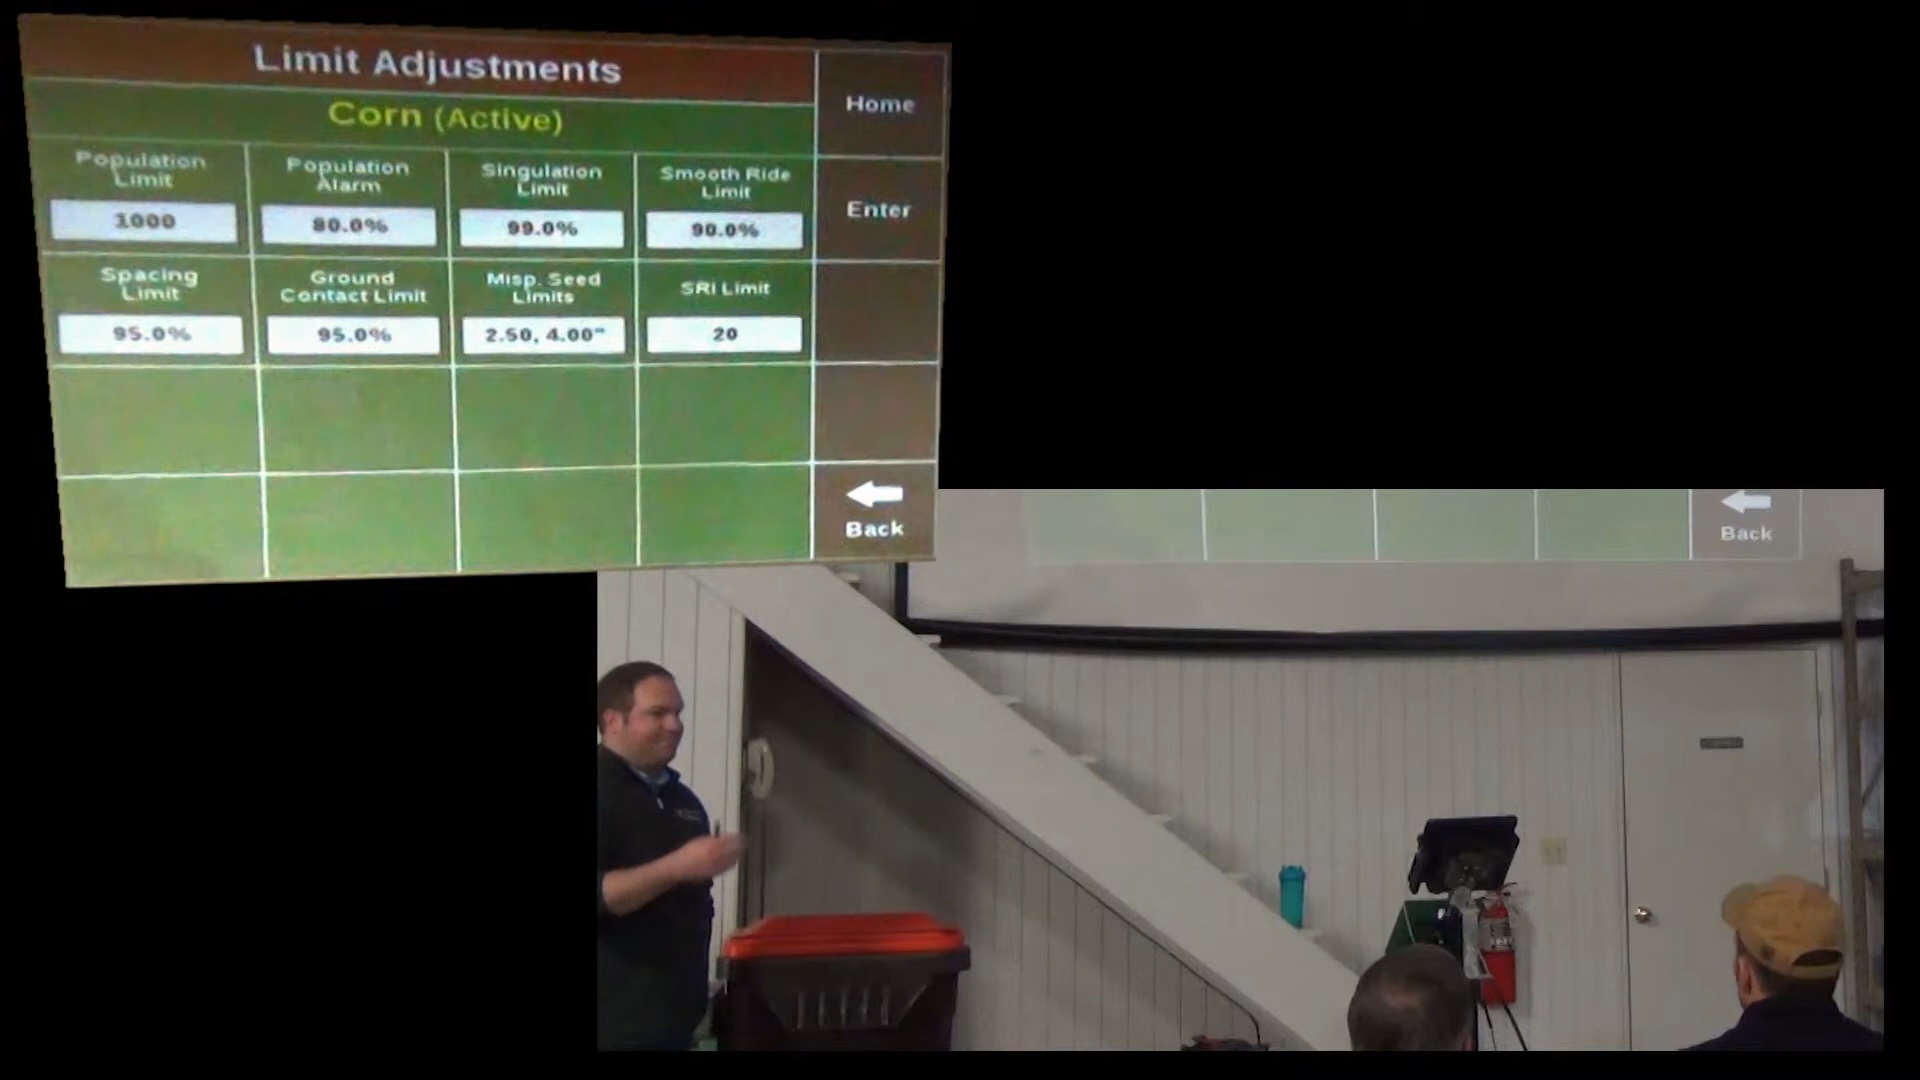 Limit Adjustments
Corn (Active)
Home
Population
Limit
1000
Population
Alarm
80.0%
Singulation
Limit
99.0%
Smooth Ride
Limit
90.0%
Enter
Spacing
Limit
95.0%
Ground
Contact Limit
95.0%
Misp. Seed
Limits
2.50, 4.00"
SRI Limit
20
Back
Back